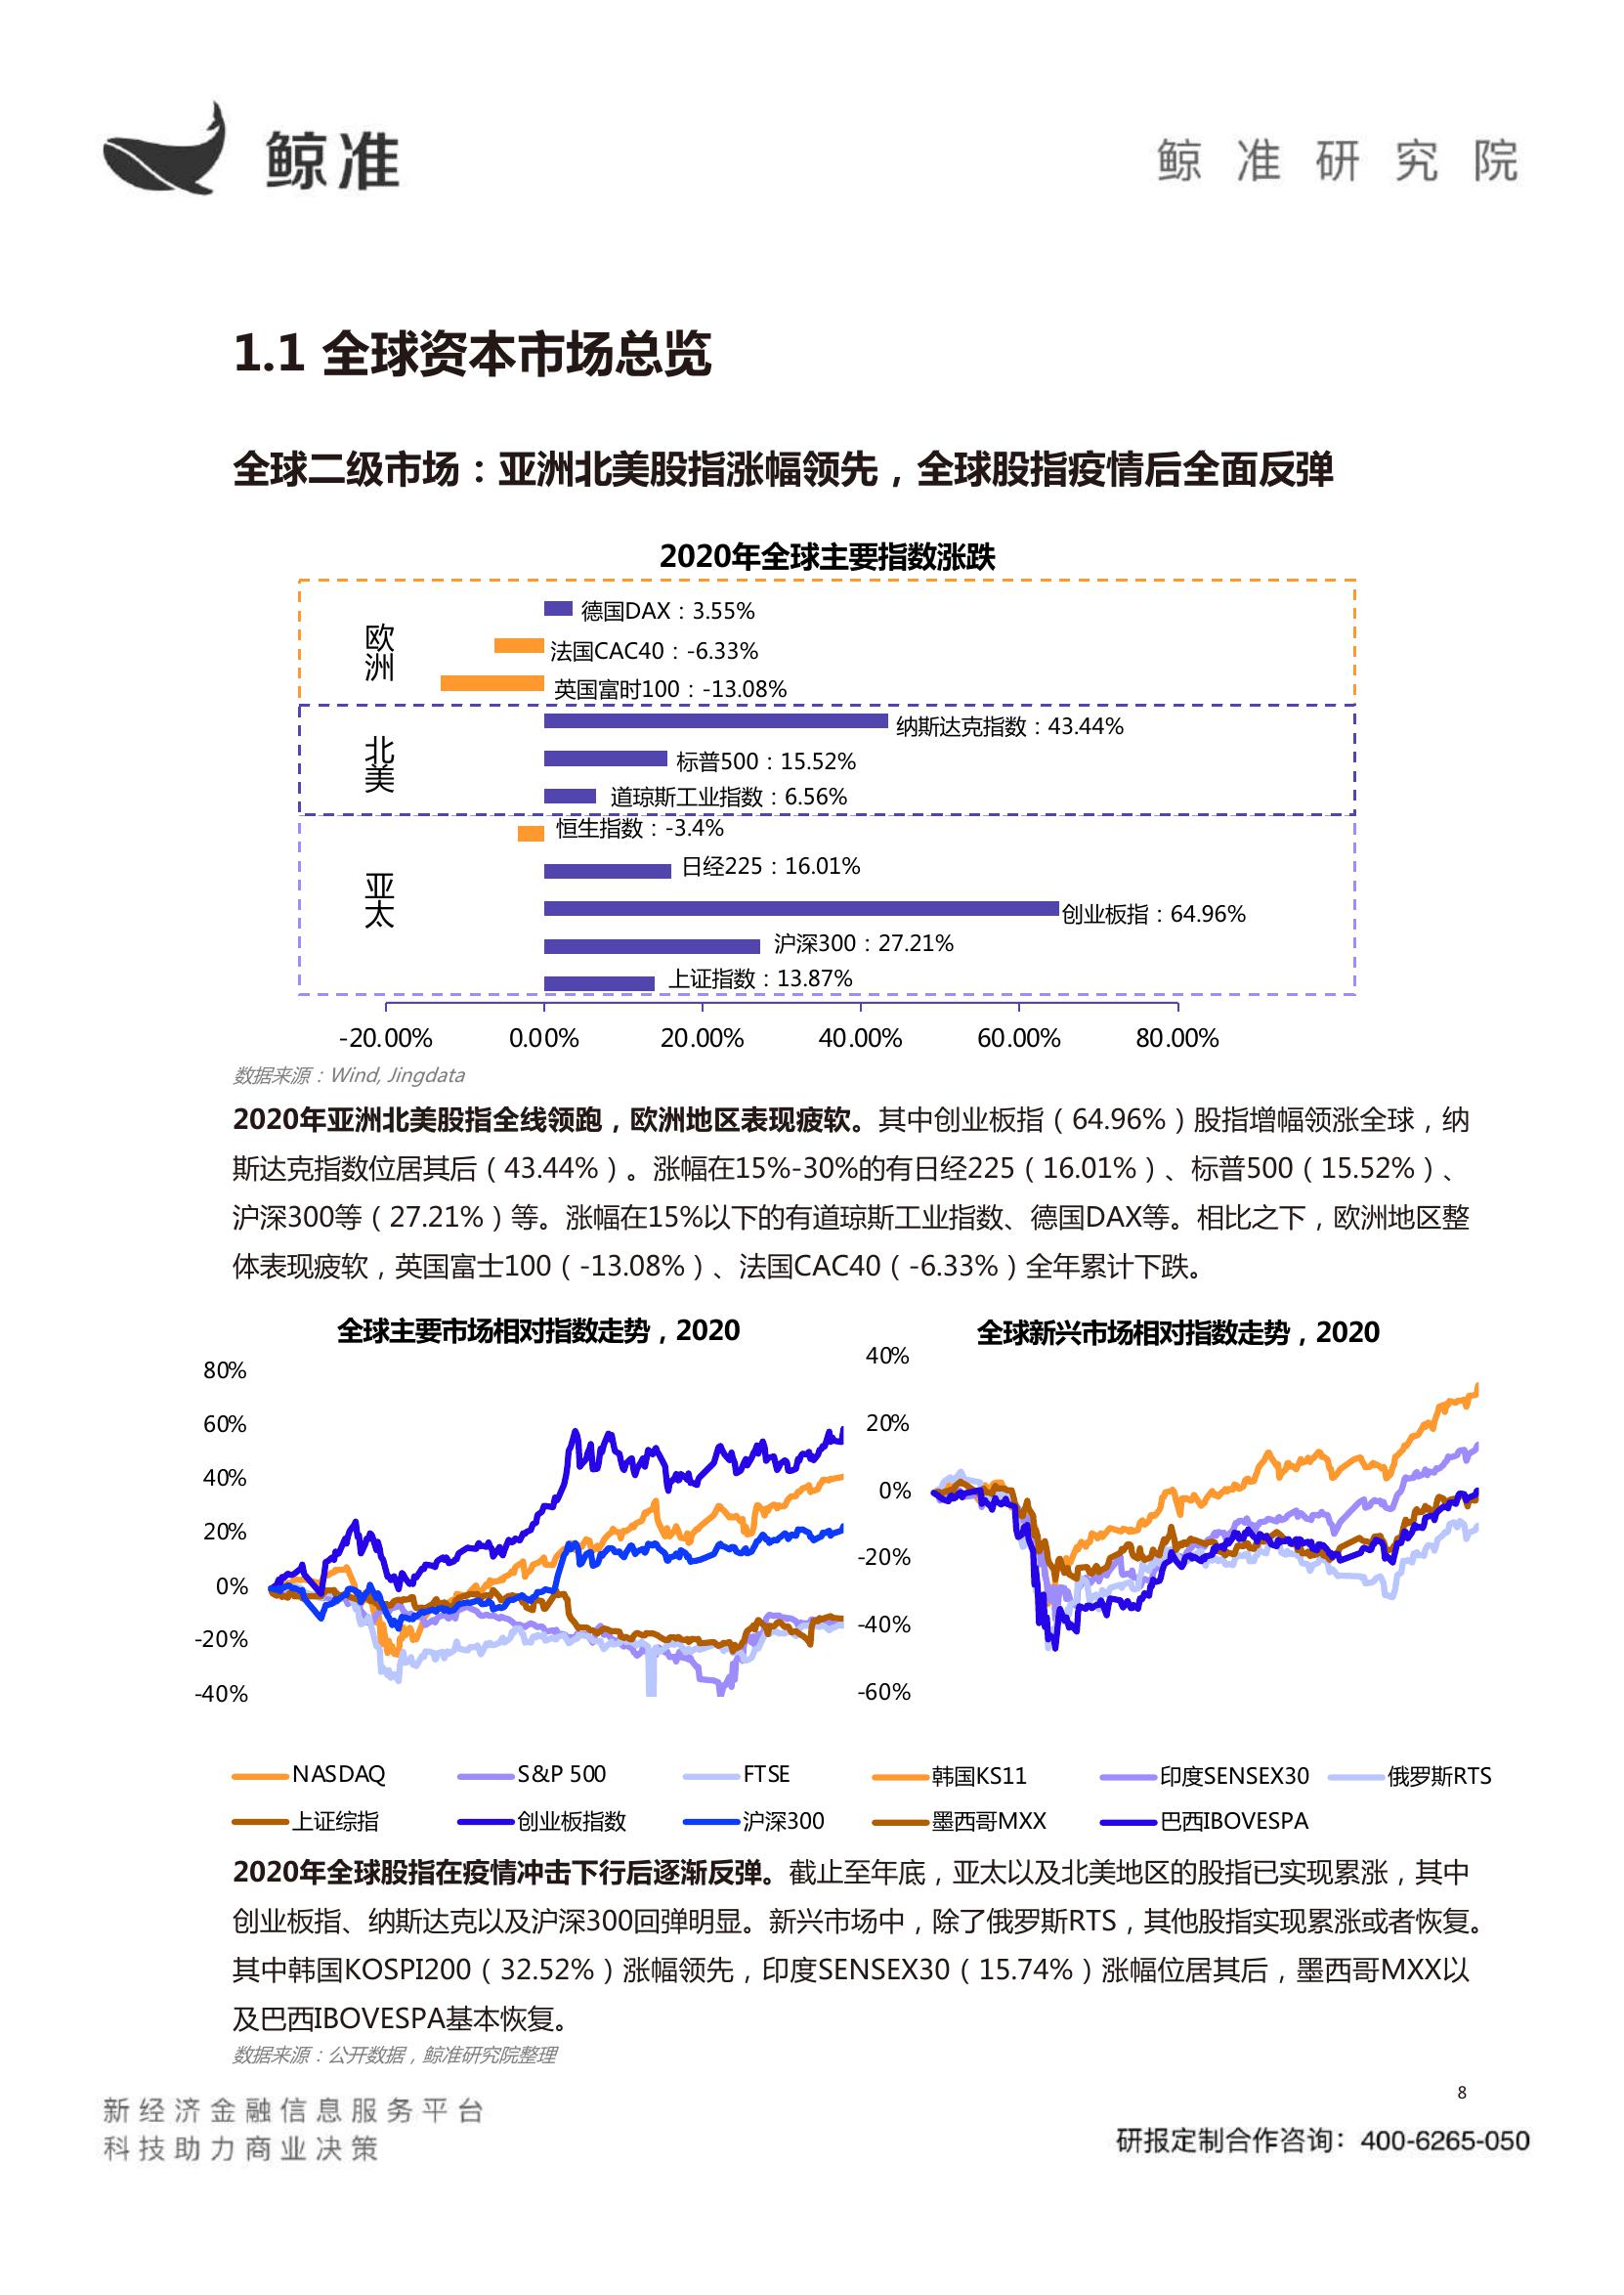 鲸准
鲸准研究院
1.1 全球资本市场总览
全球二级市场：亚洲北美股指涨幅领先，全球股指疫情后全面反弹
2020年全球主要指数涨跌
欧洲
德国DAX：3.55%
法国CAC40：-6.33%
英国富时100：-13.08%
北美
纳斯达克指数：43.44%
标普500：15.52%
道琼斯工业指数：6.56%
亚太
恒生指数：-3.4%
日经225：16.01%
创业板指：64.96%
沪深300：27.21%
上证指数：13.87%
-20.00% 0.00% 20.00% 40.00% 60.00% 80.00%
数据来源：Wind, Jingdata
2020年亚洲北美股指全线领跑，欧洲地区表现疲软。其中创业板指（64.96%）股指增幅领涨全球，纳
斯达克指数位居其后（43.44%）。涨幅在15%-30%的有日经225（16.01%）、标普500（15.52%）、
沪深300等（27.21%）等。涨幅在15%以下的有道琼斯工业指数、德国DAX等。相比之下，欧洲地区整
体表现疲软，英国富士100（-13.08%）、法国CAC40（-6.33%）全年累计下跌。
全球主要市场相对指数走势，2020
80%
60%
40%
20%
0%
-20%
-40%
NASDAQ S&P 500 FTSE
上证综指 创业板指数 沪深300
全球新兴市场相对指数走势，2020
40%
20%
0%
-20%
-40%
-60%
韩国KS11 印度SENSEX30 俄罗斯RTS
墨西哥MXX 巴西IBOVESPA
2020年全球股指在疫情冲击下行后逐渐反弹。截止至年底，亚太以及北美地区的股指已实现累涨，其中
创业板指、纳斯达克以及沪深300回弹明显。新兴市场中，除了俄罗斯RTS，其他股指实现累涨或者恢复。
其中韩国KOSPI200（32.52%）涨幅领先，印度SENSEX30（15.74%）涨幅位居其后，墨西哥MXX以
及巴西IBOVESPA基本恢复。
数据来源：公开数据，鲸准研究院整理
8
新经济金融信息服务平台
科技助力商业决策
研报定制合作咨询：400-6265-050